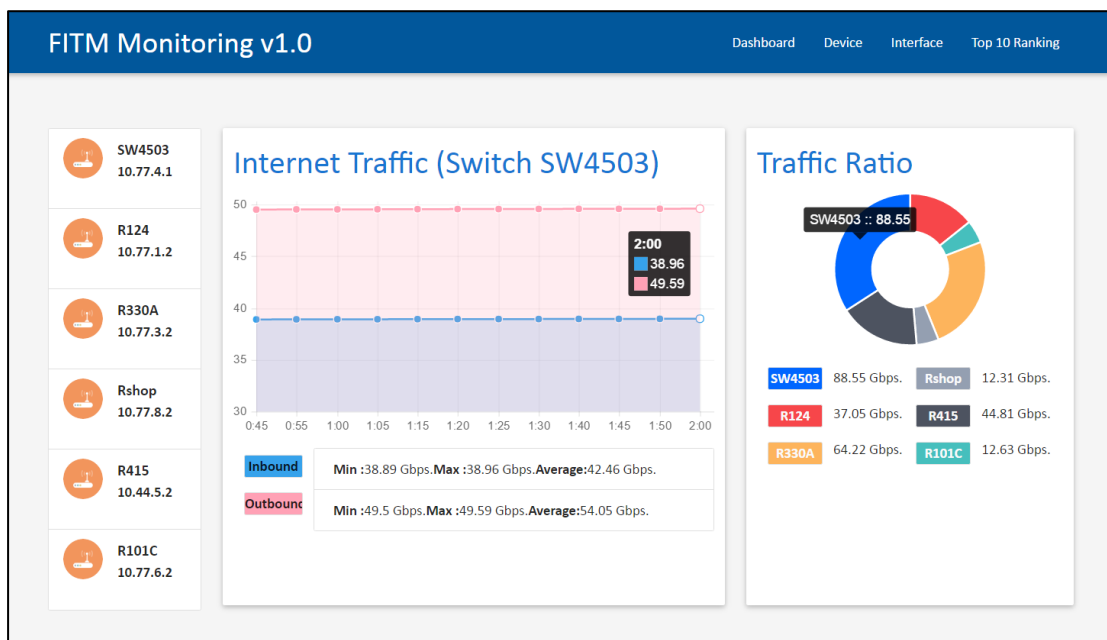 FITM Monitoring v1.0
Dashboard Device Interface Top 10 Ranking
SW4503
10.77.4.1
R124
10.77.1.2
R330A
10.77.3.2
Rshop
10.77.8.2
R415
10.44.5.2
R101C
10.77.6.2
Internet Traffic (Switch SW4503)
50
45
40
35
30
2:00
38.96
49.59
0:45 0:55 1:00 1:05 1:15 1:20 1:25 1:30 1:40 1:45 1:50 2:00
Inbound
Min :38.89 Gbps.Max :38.96 Gbps.Average:42.46 Gbps.
Outbound
Min :49.5 Gbps.Max :49.59 Gbps.Average:54.05 Gbps.
Traffic Ratio
SW4503 :: 88.55
SW4503 88.55 Gbps. Rshop 12.31 Gbps.
R124 37.05 Gbps. R415 44.81 Gbps.
R330A 64.22 Gbps. R101C 12.63 Gbps.